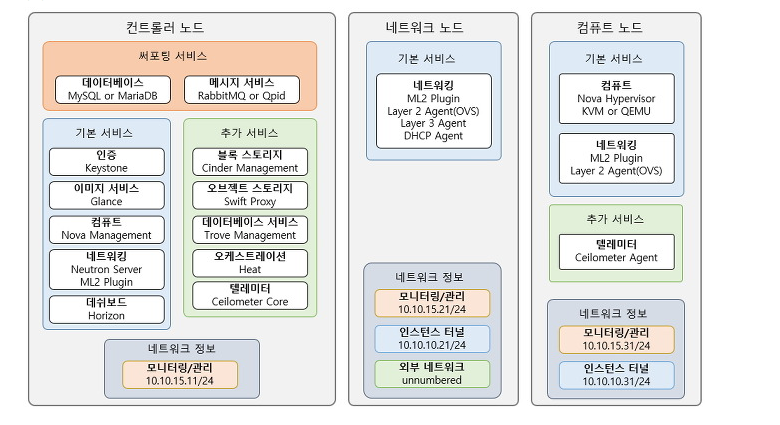 컨트롤러 노드
써포팅 서비스
데이터베이스
MySQL or MariaDB
메시지 서비스
RabbitMQ or Qpid
기본 서비스
인증
Keystone
이미지 서비스
Glance
컴퓨트
Nova Management
네트워킹
Neutron Server
ML2 Plugin
데쉬보드
Horizon
추가 서비스
블록 스토리지
Cinder Management
오브젝트 스토리지
Swift Proxy
데이터베이스 서비스
Trove Management
오케스트레이션
Heat
텔레미터
Ceilometer Core
네트워크 정보
모니터링/관리
10.10.15.11/24
네트워크 노드
기본 서비스
네트워킹
ML2 Plugin
Layer 2 Agent(OVS)
Layer 3 Agent
DHCP Agent
네트워크 정보
모니터링/관리
10.10.15.21/24
인스턴스 터널
10.10.10.21/24
외부 네트워크
unnumbered
컴퓨트 노드
기본 서비스
컴퓨트
Nova Hypervisor
KVM or QEMU
네트워킹
ML2 Plugin
Layer 2 Agent(OVS)
추가 서비스
텔레미터
Ceilometer Agent
네트워크 정보
모니터링/관리
10.10.15.31/24
인스턴스 터널
10.10.10.31/24